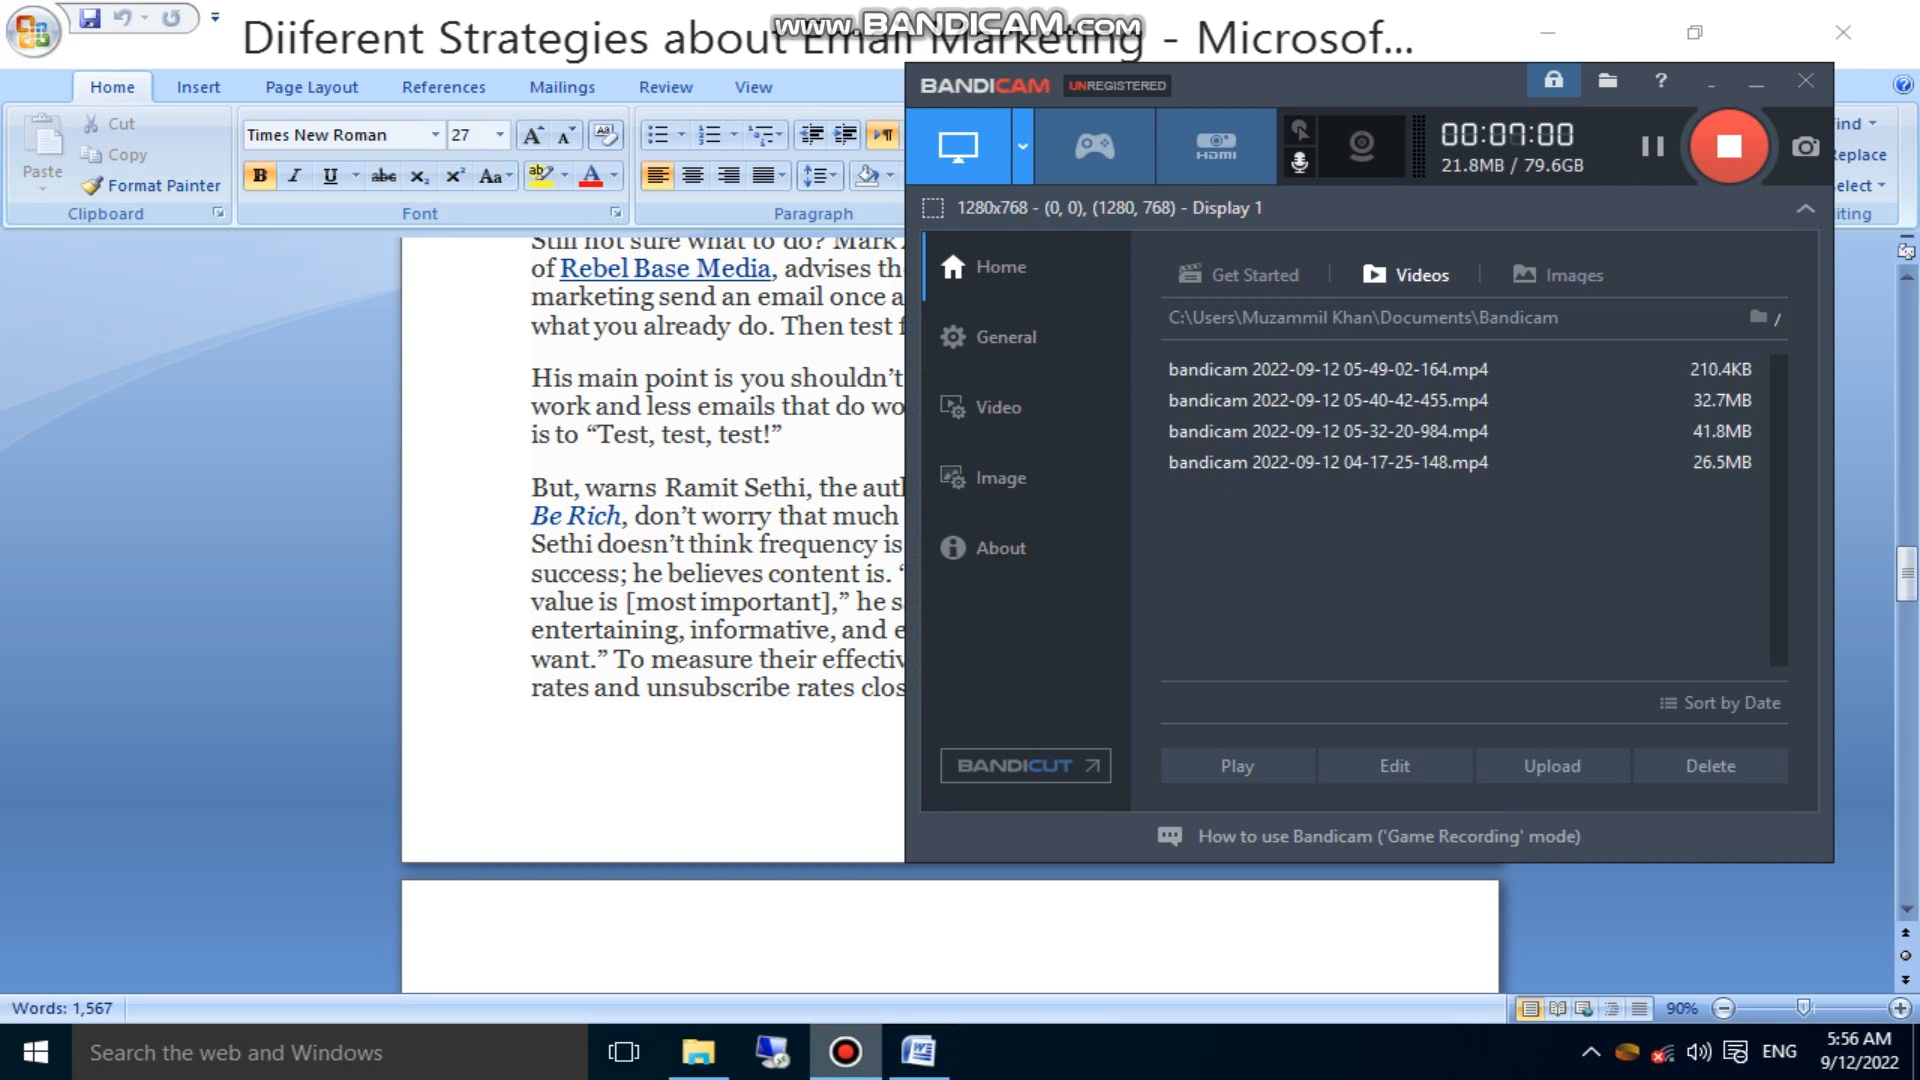 Diiferent Strategies about Email Marketing - Microsof...
www.BANDICAM.com
Home
Insert
Page Layout
References
Mailings
Review
View
Paste
Cut
Copy
Format Painter
Clipboard
Times New Roman
27
Font
Paragraph
ind
eplace
elect
iting
Still not sure what to do? Mark
of Rebel Base Media, advises th
marketing send an email once a
what you already do. Then test f
His main point is you shouldn't
work and less emails that do wo
is to “Test, test, test!”
But, warns Ramit Sethi, the aut
Be Rich, don't worry that much
Sethi doesn't think frequency is
success; he believes content is.
value is [most important],” he s
entertaining, informative, and e
want.” To measure their effectiv
rates and unsubscribe rates clos
BANDICAM UNREGISTERED
HDMI
00:07:00
21.8MB / 79.6GB
1280x768 - (0, 0), (1280, 768) - Display 1
Home
General
Video
Image
About
BANDICUT
Get Started
Videos
Images
C:\Users\Muzammil Khan\Documents\Bandicam
/
bandicam 2022-09-12 05-49-02-164.mp4 210.4KB
bandicam 2022-09-12 05-40-42-455.mp4 32.7MB
bandicam 2022-09-12 05-32-20-984.mp4 41.8MB
bandicam 2022-09-12 04-17-25-148.mp4 26.5MB
Sort by Date
Play
Edit
Upload
Delete
How to use Bandicam ('Game Recording' mode)
Words: 1,567
90%
Search the web and Windows
ENG
5:56 AM
9/12/2022